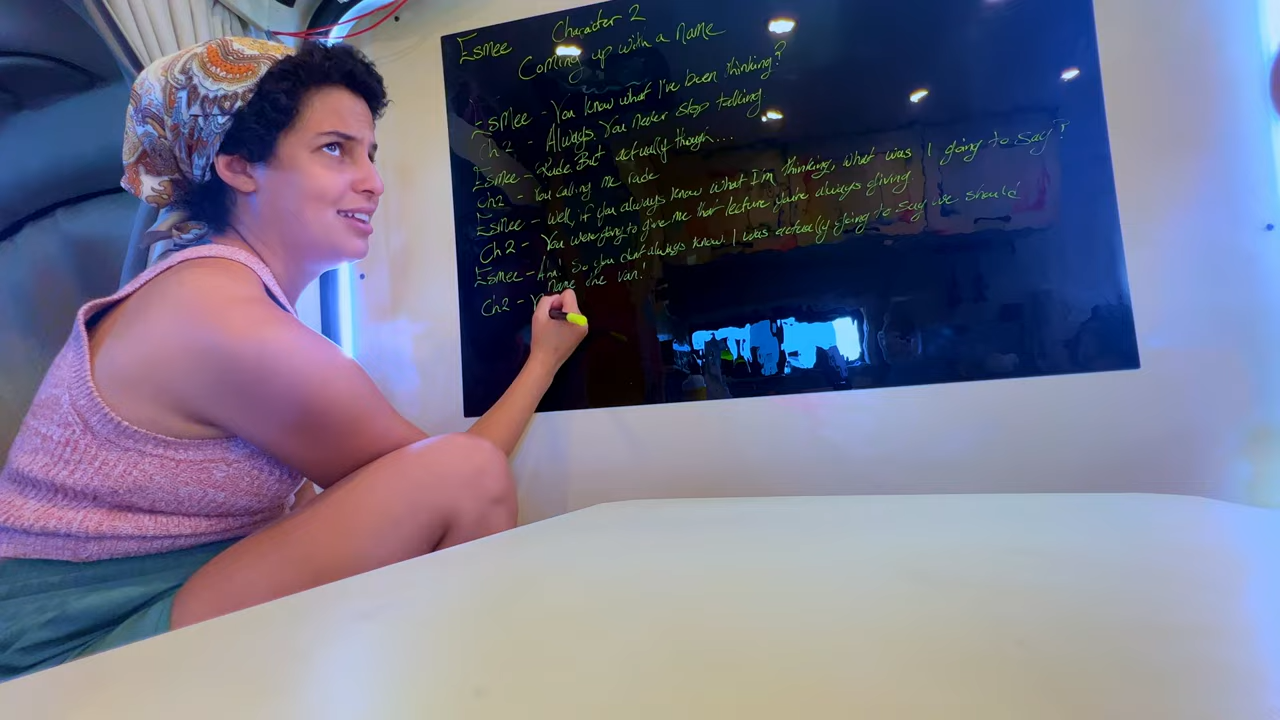 Esmee Character 2
Coming up with a name
Esmee - You know what I've been thinking?
Ch2 - Always. You never stop talking
Esmee - Rude. But actually though...
Ch2 - You calling me rude
Esmee - well, if you always know what I'm thinking, what was I going to say?
Ch2 - You were going to give me that lecture you're always giving.
Esmee - Aha! So you don't always know. I was actually going to say we should
name the van!
Ch2 -